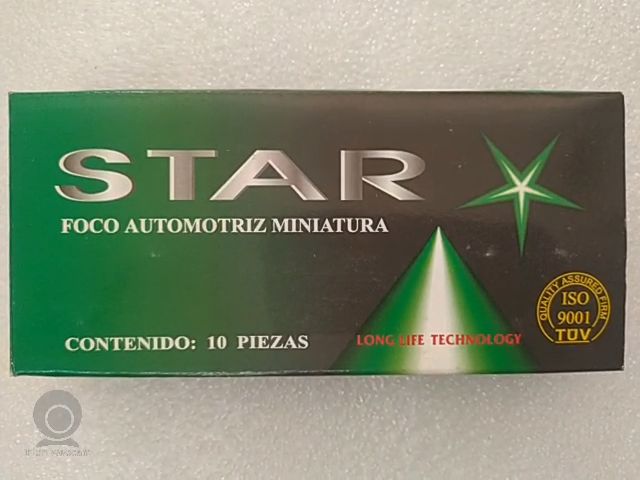 STAR
FOCO AUTOMOTRIZ MINIATURA
CONTENIDO: 10 PIEZAS
LONG LIFE TECHNOLOGY
QUALITY ASSURED FIRM
ISO
9001
TÜV